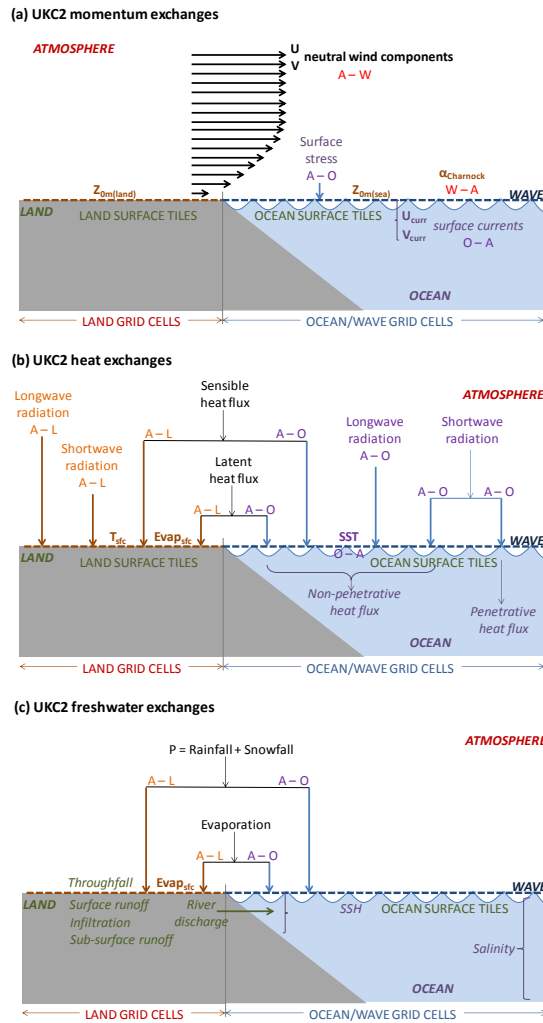 (a) UKC2 momentum exchanges
ATMOSPHERE
U
V
neutral wind components
A – W
Surface
stress
A – O
Z0m(land)
Z0m(sea)
αCharnock
W – A
WAVE
LAND
LAND SURFACE TILES
OCEAN SURFACE TILES
Ucurr
Vcurr
surface currents
O – A
OCEAN
LAND GRID CELLS
OCEAN/WAVE GRID CELLS
(b) UKC2 heat exchanges
ATMOSPHERE
Sensible
heat flux
Longwave
radiation
A – L
Shortwave
radiation
A – L
A – L
A – O
Latent
heat flux
A – L
A – O
Longwave
radiation
A – O
Shortwave
radiation
A – O
A – O
Tsfc
Evapsfc
SST
O – A
WAVE
LAND
LAND SURFACE TILES
OCEAN SURFACE TILES
Non-penetrative
heat flux
Penetrative
heat flux
OCEAN
LAND GRID CELLS
OCEAN/WAVE GRID CELLS
(c) UKC2 freshwater exchanges
ATMOSPHERE
P = Rainfall + Snowfall
A – L
A – O
Evaporation
A – L
A – O
Throughfall
Evapsfc
WAVE
LAND
Surface runoff
Infiltration
Sub-surface runoff
River
discharge
SSH
OCEAN SURFACE TILES
Salinity
OCEAN
LAND GRID CELLS
OCEAN/WAVE GRID CELLS